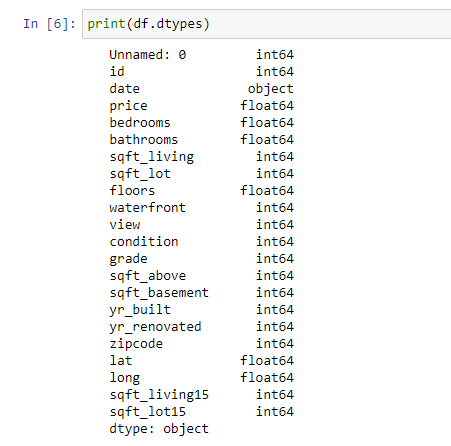 In [6]: print(df.dtypes)
Unnamed: 0 int64
id int64
date object
price float64
bedrooms float64
bathrooms float64
sqft_living int64
sqft_lot int64
floors float64
waterfront int64
view int64
condition int64
grade int64
sqft_above int64
sqft_basement int64
yr_built int64
yr_renovated int64
zipcode int64
lat float64
long float64
sqft_living15 int64
sqft_lot15 int64
dtype: object